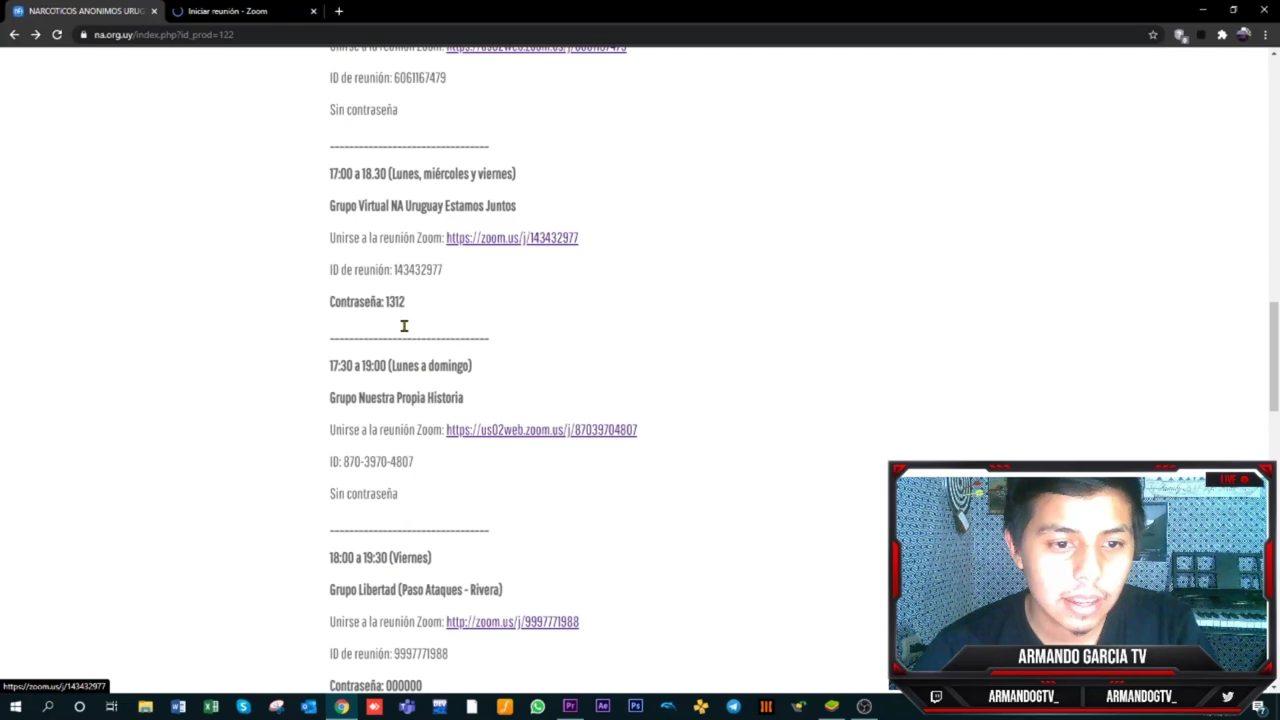 NARCOTICOS ANONIMOS URUG
Iniciar reunión - Zoom
na.org.uy/index.php?id_prod=122
Unirse a la reunión Zoom:
ID de reunión: 6061167479
Sin contraseña
---------------------------------
17:00 a 18.30 (Lunes, miércoles y viernes)
Grupo Virtual NA Uruguay Estamos Juntos
Unirse a la reunión Zoom: https://zoom.us/j/143432977
ID de reunión: 143432977
Contraseña: 1312
---------------------------------
17:30 a 19:00 (Lunes a domingo)
Grupo Nuestra Propia Historia
Unirse a la reunión Zoom: https://us02web.zoom.us/j/87039704807
ID: 870-3970-4807
Sin contraseña
---------------------------------
18:00 a 19:30 (Viernes)
Grupo Libertad (Paso Ataques - Rivera)
Unirse a la reunión Zoom: http://zoom.us/j/9997771988
ID de reunión: 9997771988
Contraseña: 000000
https://zoom.us/j/143432977
LIVE
ARMANDO GARCIA TV
ARMANDOGTV_
ARMANDOGTV_